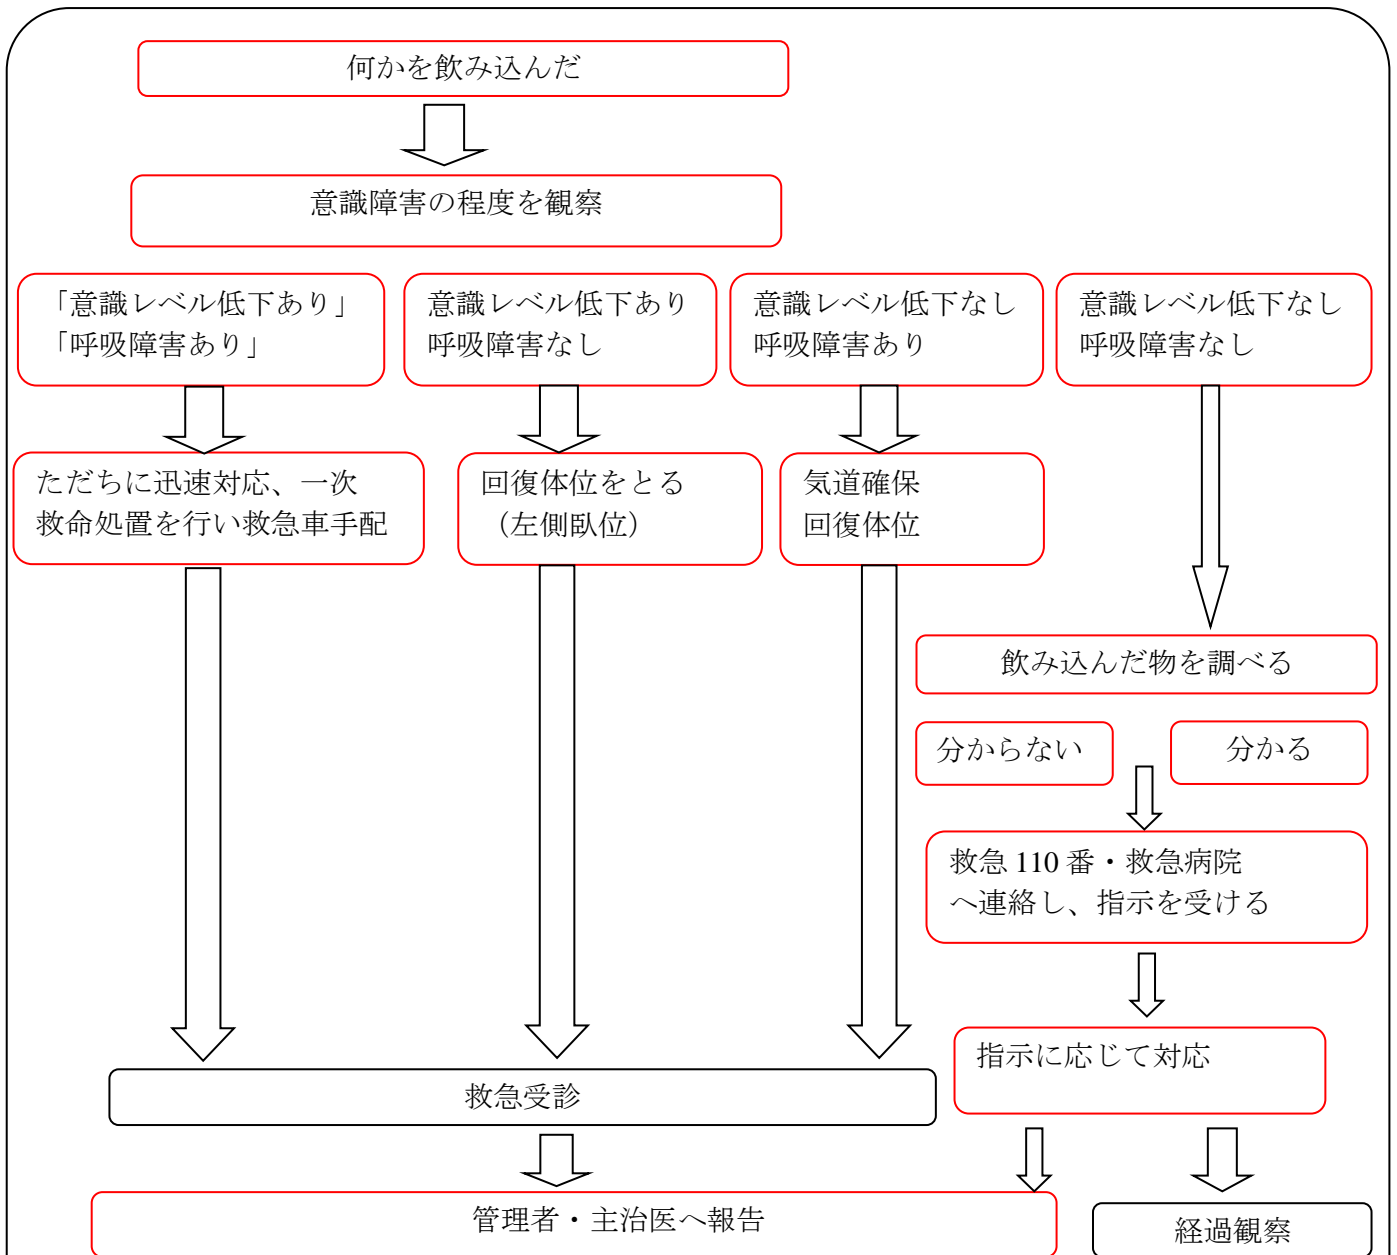 何かを飲み込んだ
意識障害の程度を観察
「意識レベル低下あり」
「呼吸障害あり」
意識レベル低下あり
呼吸障害なし
意識レベル低下なし
呼吸障害あり
意識レベル低下なし
呼吸障害なし
ただちに迅速対応、一次
救命処置を行い救急車手配
回復体位をとる
（左側臥位）
気道確保
回復体位
飲み込んだ物を調べる
分からない
分かる
救急 110 番・救急病院
へ連絡し、指示を受ける
指示に応じて対応
救急受診
管理者・主治医へ報告
経過観察